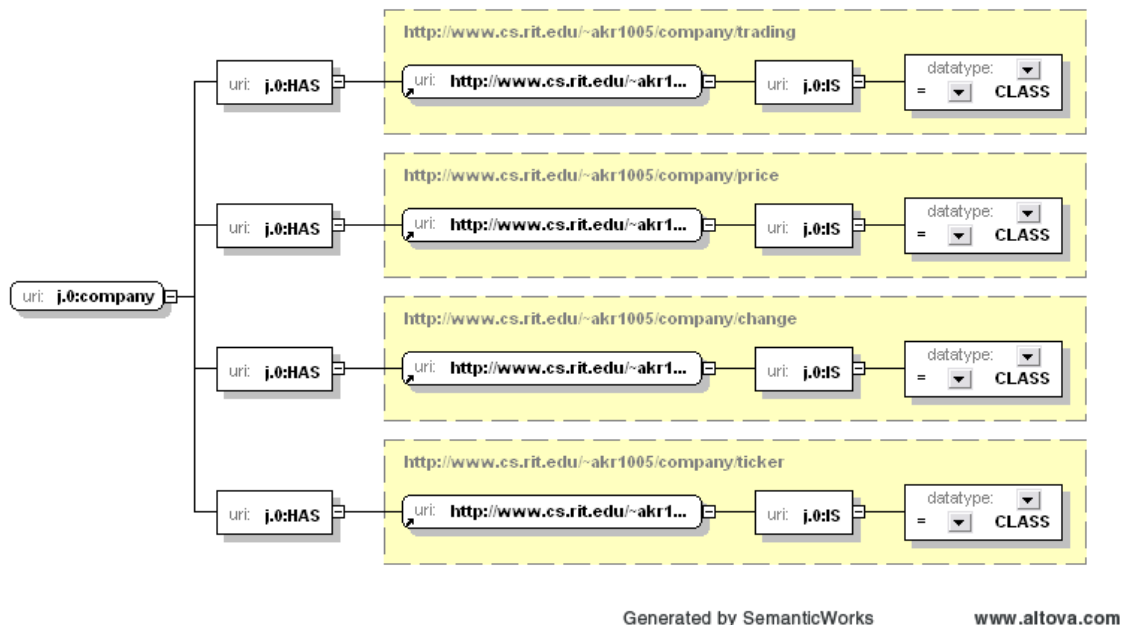 http://www.cs.rit.edu/~akr1005/company/trading
uri: j.0:HAS
uri: http://www.cs.rit.edu/~akr1...
uri: j.0:IS
datatype:
= CLASS
http://www.cs.rit.edu/~akr1005/company/price
uri: j.0:HAS
uri: http://www.cs.rit.edu/~akr1...
uri: j.0:IS
datatype:
= CLASS
uri: j.0:company
http://www.cs.rit.edu/~akr1005/company/change
uri: j.0:HAS
uri: http://www.cs.rit.edu/~akr1...
uri: j.0:IS
datatype:
= CLASS
http://www.cs.rit.edu/~akr1005/company/ticker
uri: j.0:HAS
uri: http://www.cs.rit.edu/~akr1...
uri: j.0:IS
datatype:
= CLASS
Generated by SemanticWorks www.altova.com